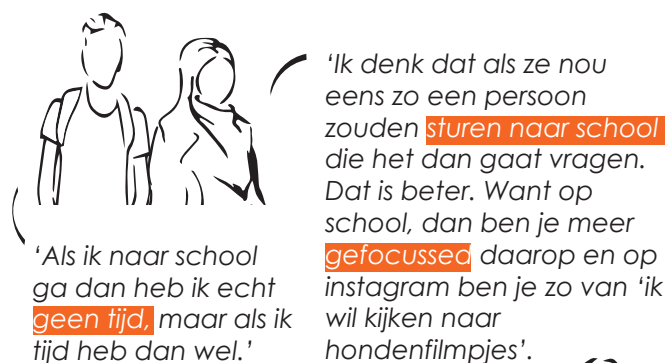 'Als ik naar school
ga dan heb ik echt
geen tijd, maar als ik
tijd heb dan wel.'
'Ik denk dat als ze nou
eens zo een persoon
zouden sturen naar school
die het dan gaat vragen.
Dat is beter. Want op
school, dan ben je meer
gefocussed daarop en op
instagram ben je zo van 'ik
wil kijken naar
hondenfilmpjes'.